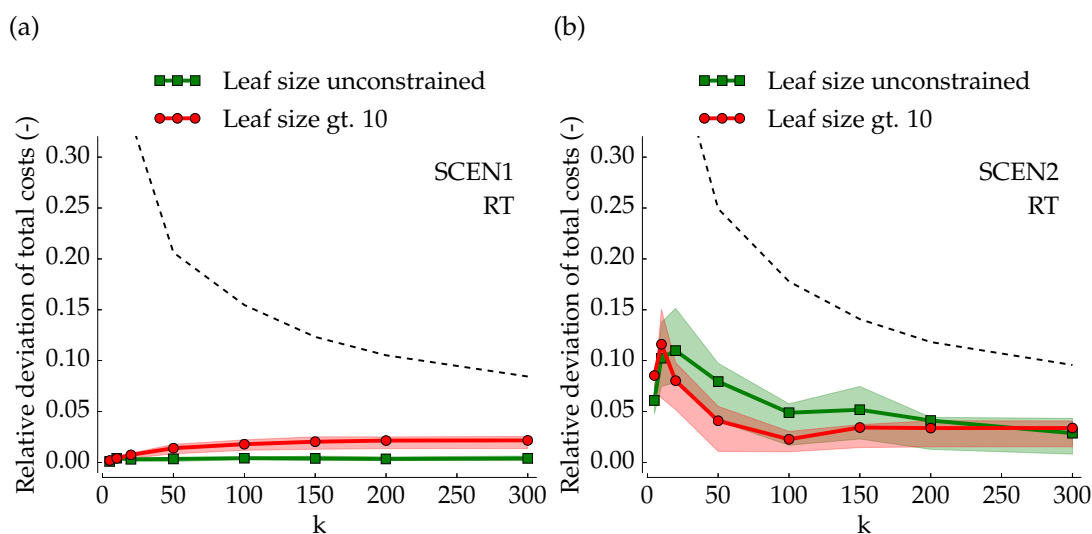 (a)
Leaf size unconstrained
Leaf size gt. 10
Relative deviation of total costs (-)
0.30
0.25
0.20
0.15
0.10
0.05
0.00
SCEN1
RT
0 50 100 150 200 250 300
k
(b)
Leaf size unconstrained
Leaf size gt. 10
Relative deviation of total costs (-)
0.30
0.25
0.20
0.15
0.10
0.05
0.00
SCEN2
RT
0 50 100 150 200 250 300
k